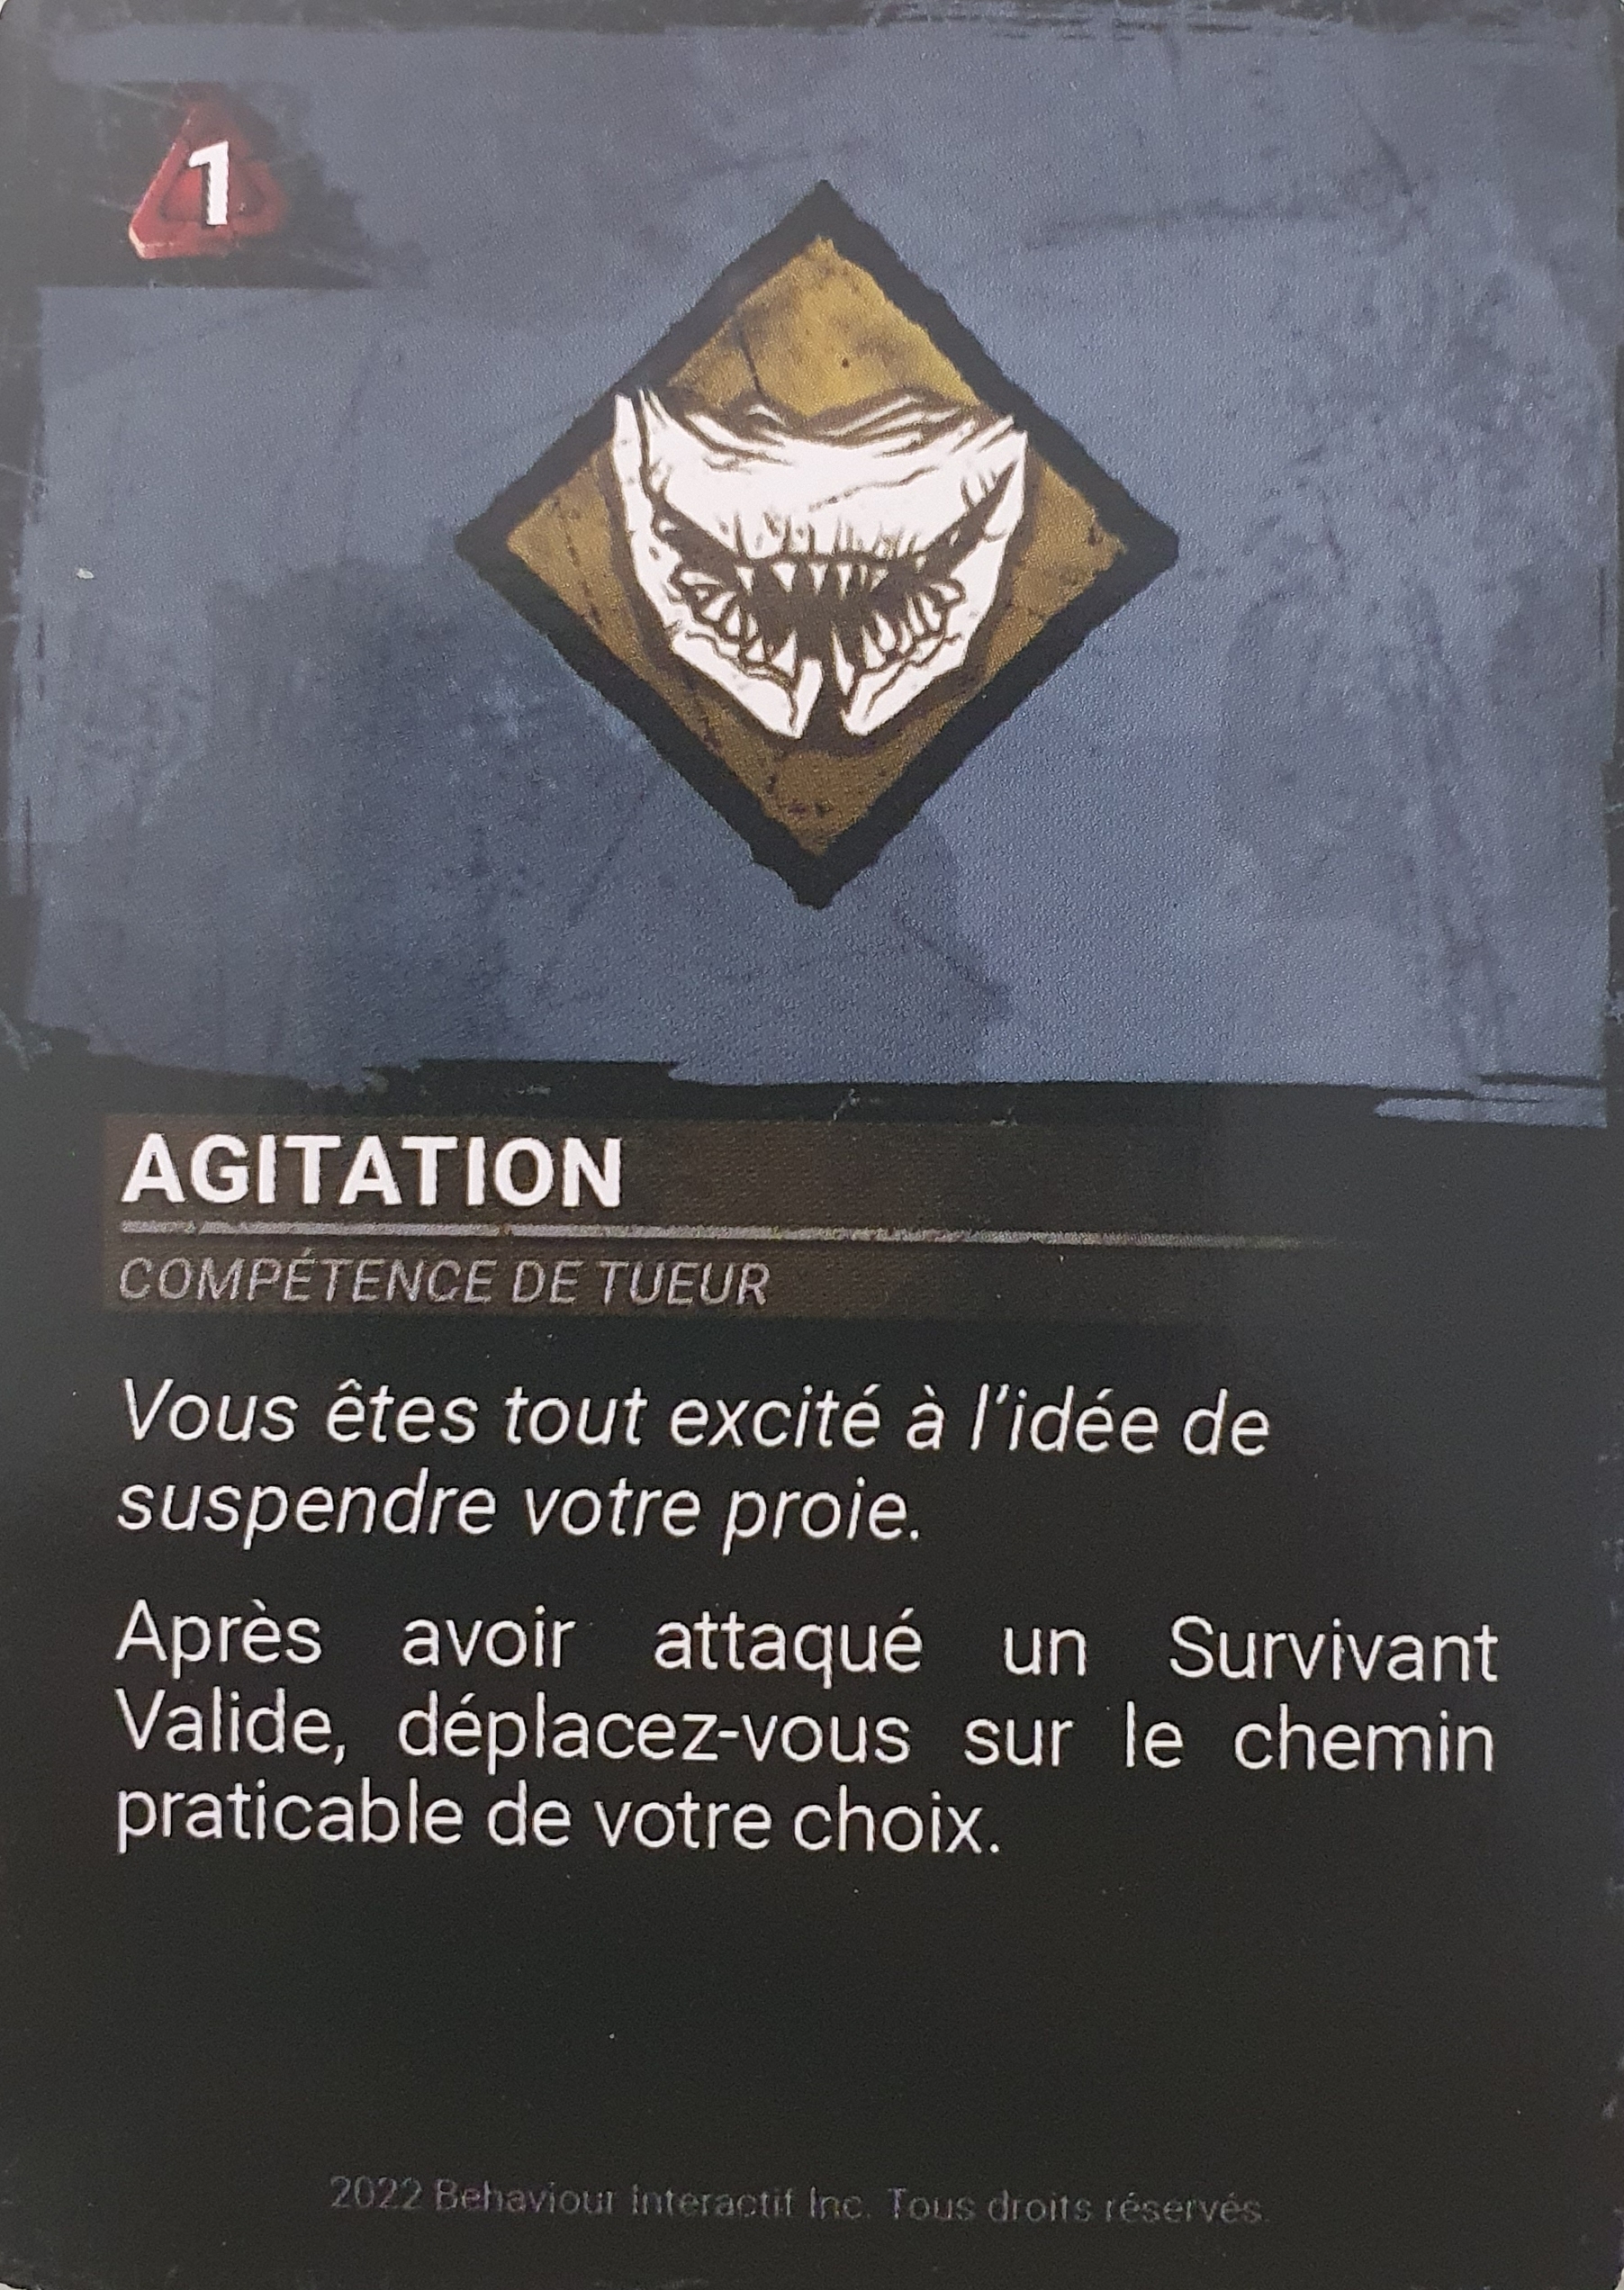 1
AGITATION
COMPÉTENCE DE TUEUR
Vous êtes tout excité à l'idée de
suspendre votre proie.
Après avoir attaqué un Survivant
Valide, déplacez-vous sur le chemin
praticable de votre choix.
2022 Behaviour Interactif Inc. Tous droits réservés.